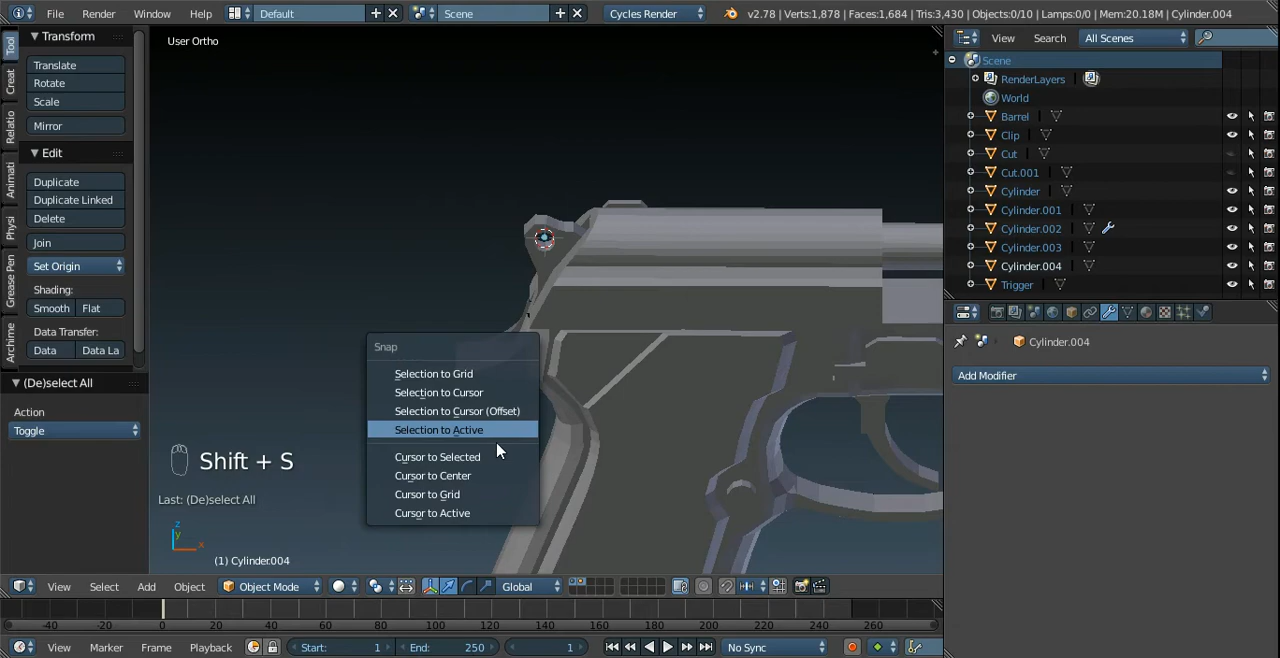 File Render Window Help Default Scene Cycles Render v2.78 | Verts:1,878 | Faces:1,684 | Tris:3,430 | Objects:0/10 | Lamps:0/0 | Mem:20.18M | Cylinder.004
Tool
Creat
Relatio
Animati
Physi
Grease Pen
Archime
Transform
Translate
Rotate
Scale
Mirror
Edit
Duplicate
Duplicate Linked
Delete
Join
Set Origin
Shading:
Smooth Flat
Data Transfer:
Data Data La
(De)select All
Action
Toggle
User Ortho
Snap
Selection to Grid
Selection to Cursor
Selection to Cursor (Offset)
Selection to Active
Cursor to Selected
Cursor to Center
Cursor to Grid
Cursor to Active
Shift + S
Last: (De)select All
z
y
x
(1) Cylinder.004
View Select Add Object Object Mode Global
-40 -20 0 20 40 60 80 100 120 140 160 180 200 220 240 260
View Marker Frame Playback Start: 1 End: 250 1 No Sync
View Search All Scenes
Scene
RenderLayers
World
Barrel
Clip
Cut
Cut.001
Cylinder
Cylinder.001
Cylinder.002
Cylinder.003
Cylinder.004
Trigger
Cylinder.004
Add Modifier